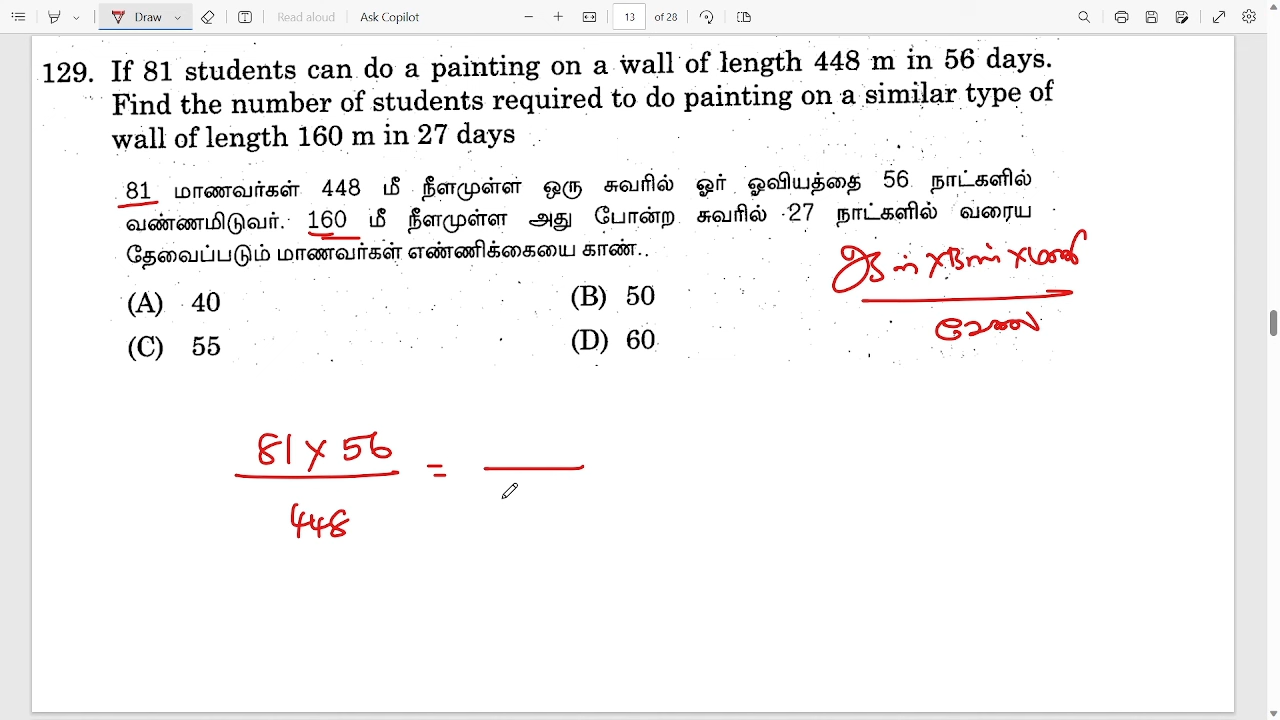 Draw
Read aloud
Ask Copilot
13 of 28
129. If 81 students can do a painting on a wall of length 448 m in 56 days.
Find the number of students required to do painting on a similar type of
wall of length 160 m in 27 days
81 மாணவர்கள் 448 மீ நீளமுள்ள ஒரு சுவரில் ஓர் ஓவியத்தை 56 நாட்களில்
வண்ணமிடுவர். 160 மீ நீளமுள்ள அது போன்ற சுவரில் 27 நாட்களில் வரைய
தேவைப்படும் மாணவர்கள் எண்ணிக்கையை காண்..
ஆள் × நாள் × மணி
வேலை
(A) 40 (B) 50
(C) 55 (D) 60
81 × 56 =
448